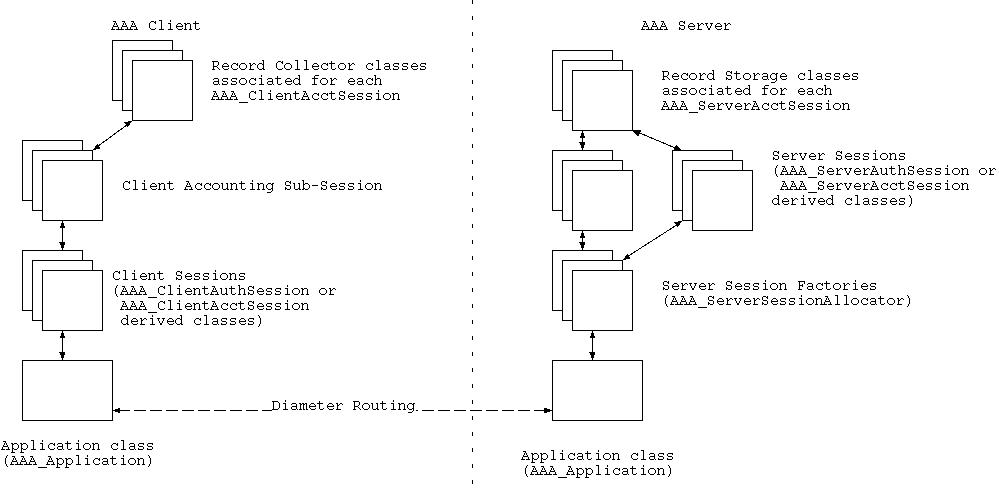 AAA Client
Record Collector classes
associated for each
AAA_ClientAcctSession
Client Accounting Sub-Session
Client Sessions
(AAA_ClientAuthSession or
AAA_ClientAcctSession
derived classes)
Application class
(AAA_Application)
Diameter Routing
AAA Server
Record Storage classes
associated for each
AAA_ServerAcctSession
Server Sessions
(AAA_ServerAuthSession or
AAA_ServerAcctSession
derived classes)
Server Session Factories
(AAA_ServerSessionAllocator)
Application class
(AAA_Application)